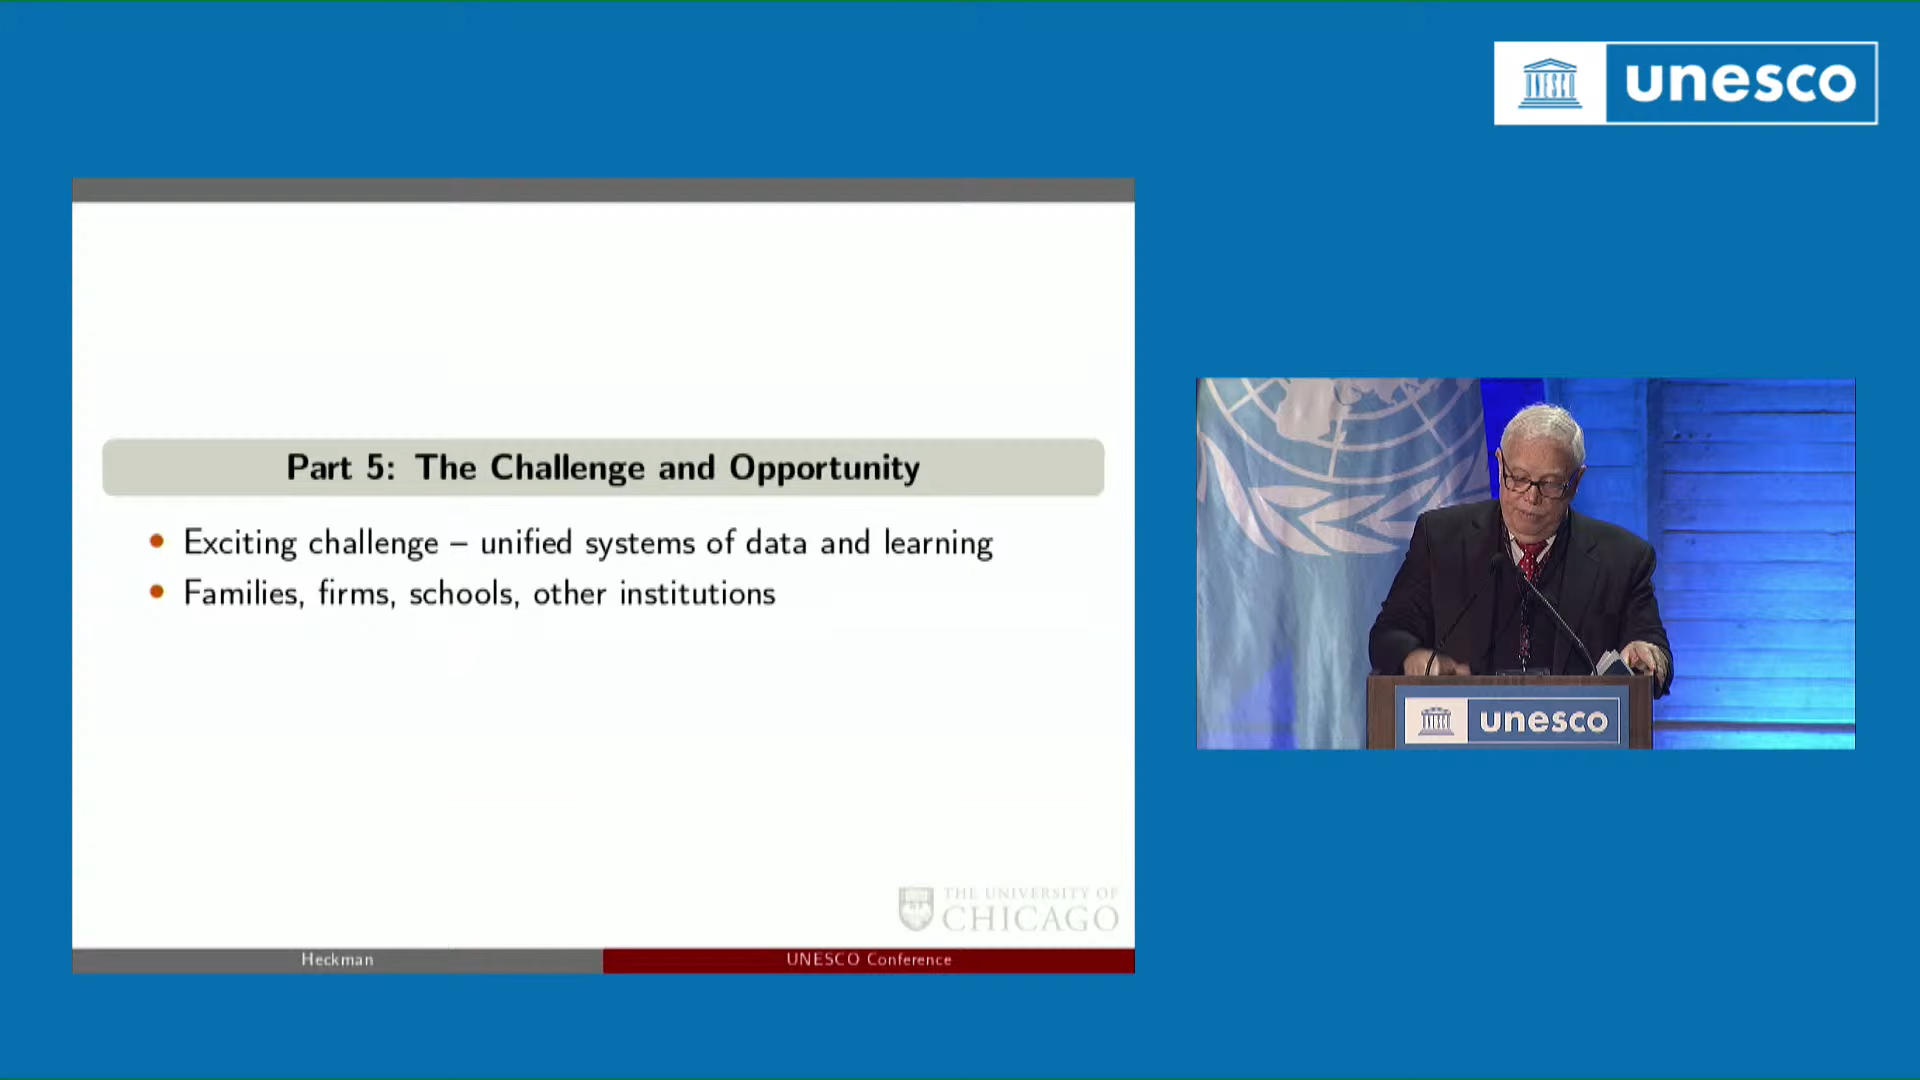 unesco
Part 5: The Challenge and Opportunity
Exciting challenge – unified systems of data and learning
Families, firms, schools, other institutions
THE UNIVERSITY OF
CHICAGO
Heckman
UNESCO Conference
UNESCO
unesco